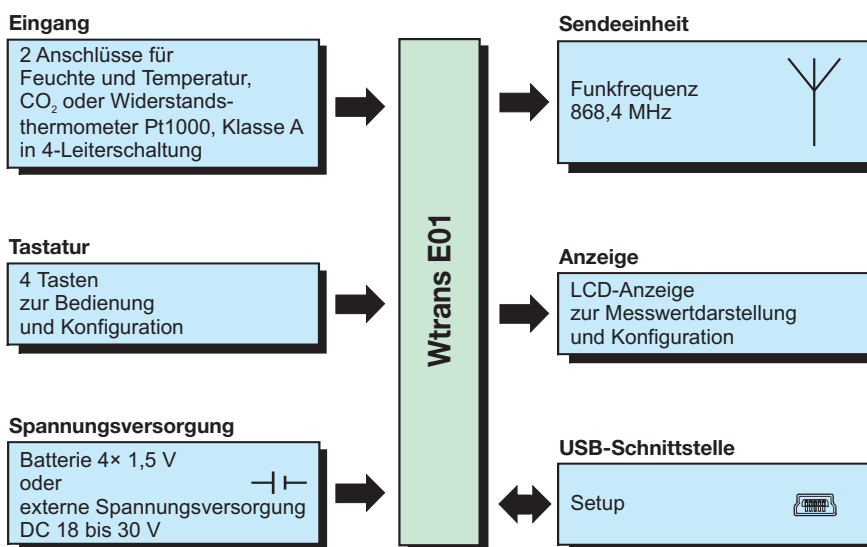 Eingang
2 Anschlüsse für
Feuchte und Temperatur,
CO₂ oder Widerstands-
thermometer Pt1000, Klasse A
in 4-Leiterschaltung
Tastatur
4 Tasten
zur Bedienung
und Konfiguration
Spannungsversorgung
Batterie 4× 1,5 V
oder
externe Spannungsversorgung
DC 18 bis 30 V
Wtrans E01
Sendeeinheit
Funkfrequenz
868,4 MHz
Anzeige
LCD-Anzeige
zur Messwertdarstellung
und Konfiguration
USB-Schnittstelle
Setup